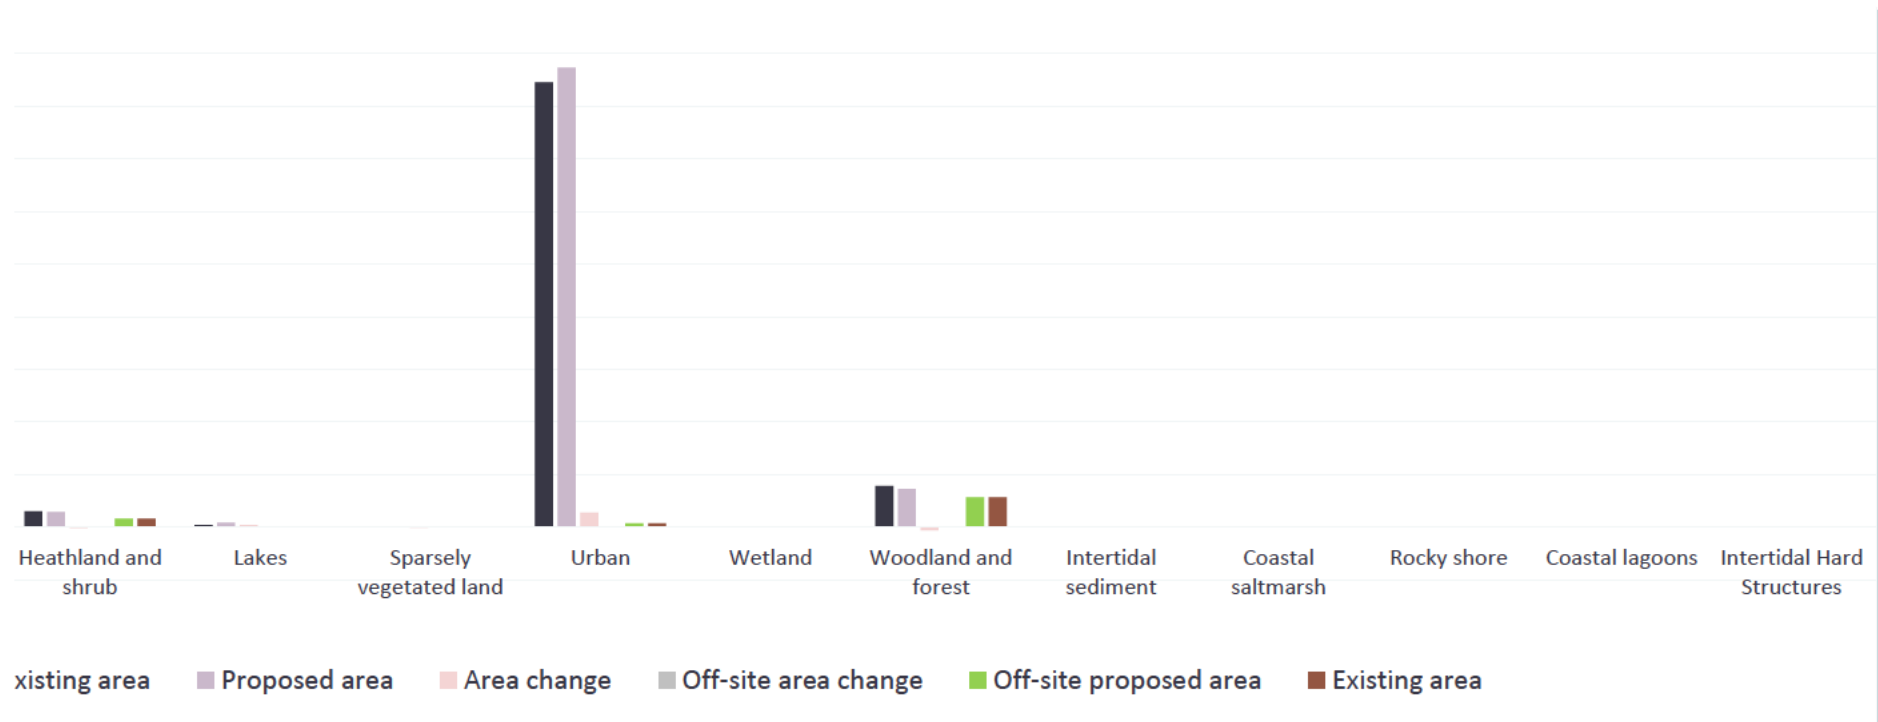 Heathland and shrub
Lakes
Sparsely vegetated land
Urban
Wetland
Woodland and forest
Intertidal sediment
Coastal saltmarsh
Rocky shore
Coastal lagoons
Intertidal Hard Structures
xisting area
Proposed area
Area change
Off-site area change
Off-site proposed area
Existing area